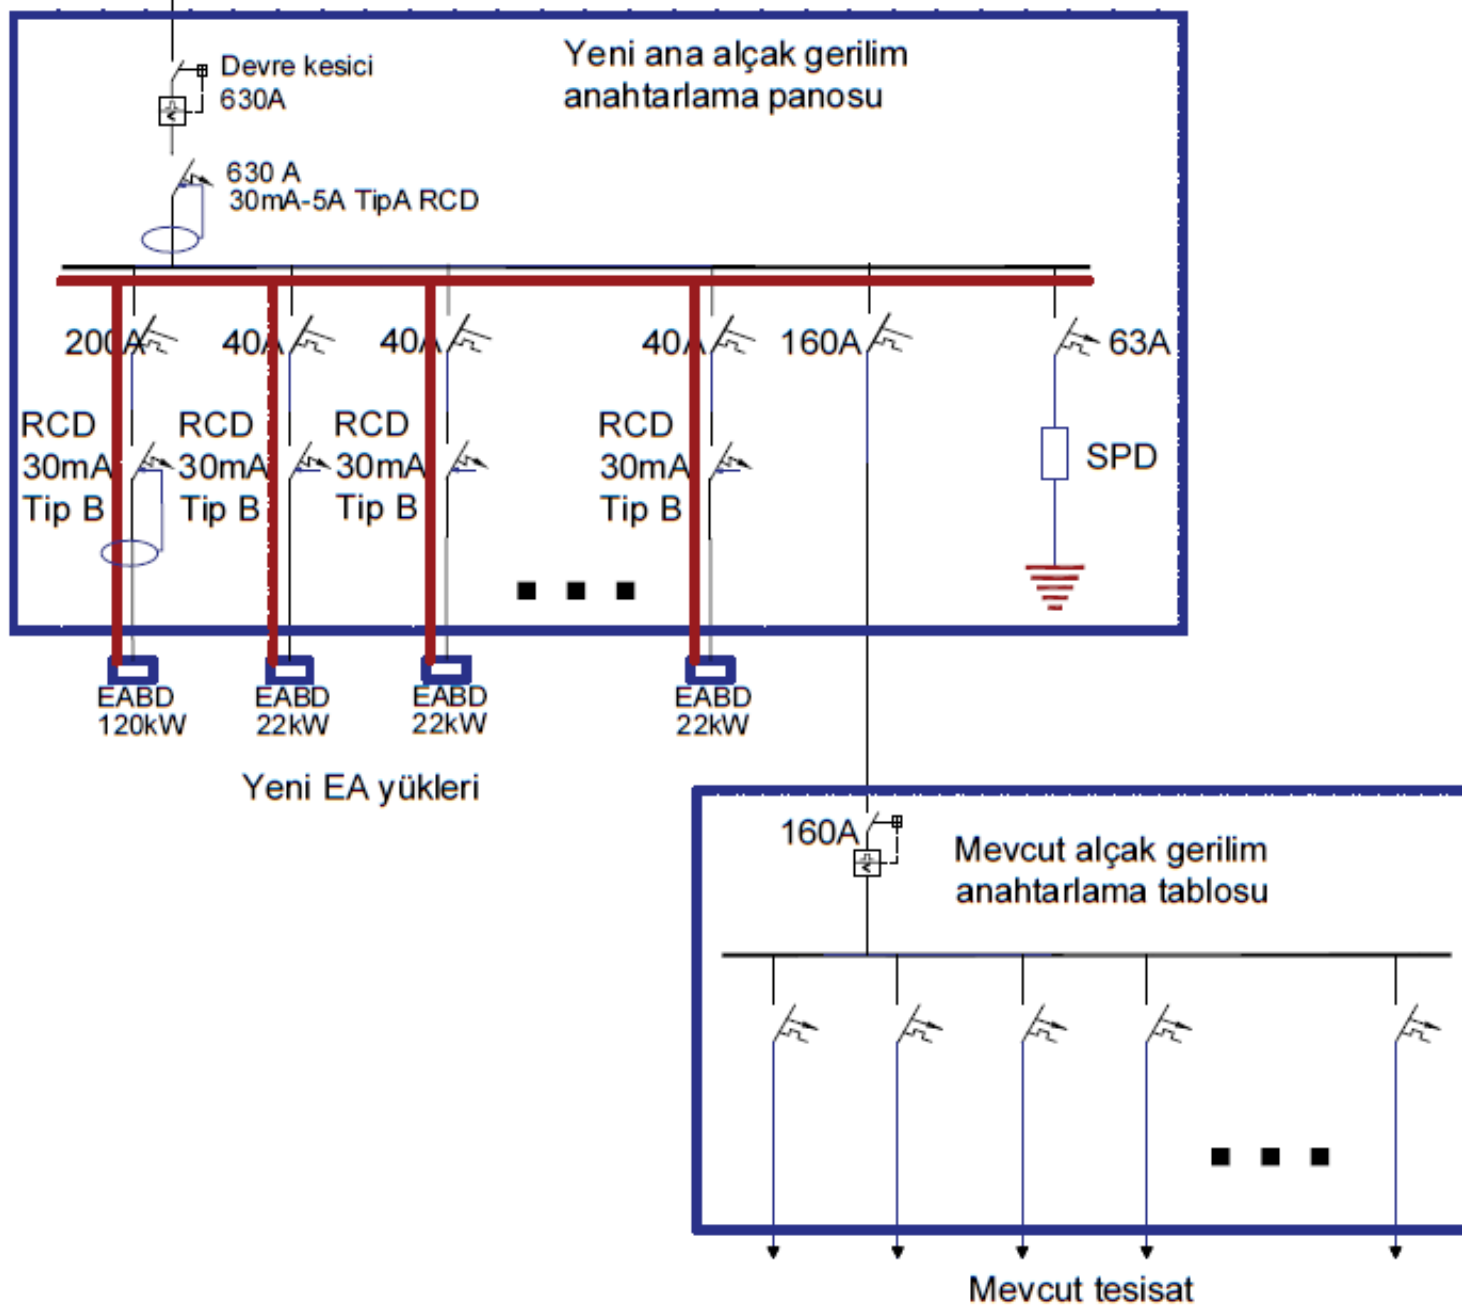 Yeni ana alçak gerilim
anahtarlama panosu
Devre kesici
630A
630 A
30mA-5A TipA RCD
200A
40A
40A
40A
160A
63A
RCD
30mA
Tip B
RCD
30mA
Tip B
RCD
30mA
Tip B
RCD
30mA
Tip B
SPD
EABD
120kW
EABD
22kW
EABD
22kW
EABD
22kW
Yeni EA yükleri
160A
Mevcut alçak gerilim
anahtarlama tablosu
Mevcut tesisat